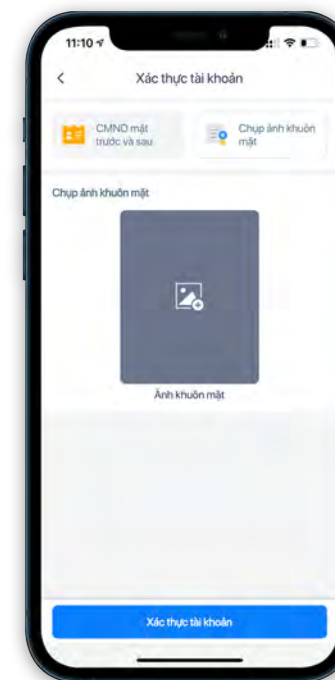 11:10
Xác thực tài khoản
CMND mặt
trước và sau
Chụp ảnh khuôn
mặt
Chụp ảnh khuôn mặt
Ảnh khuôn mặt
Xác thực tài khoản